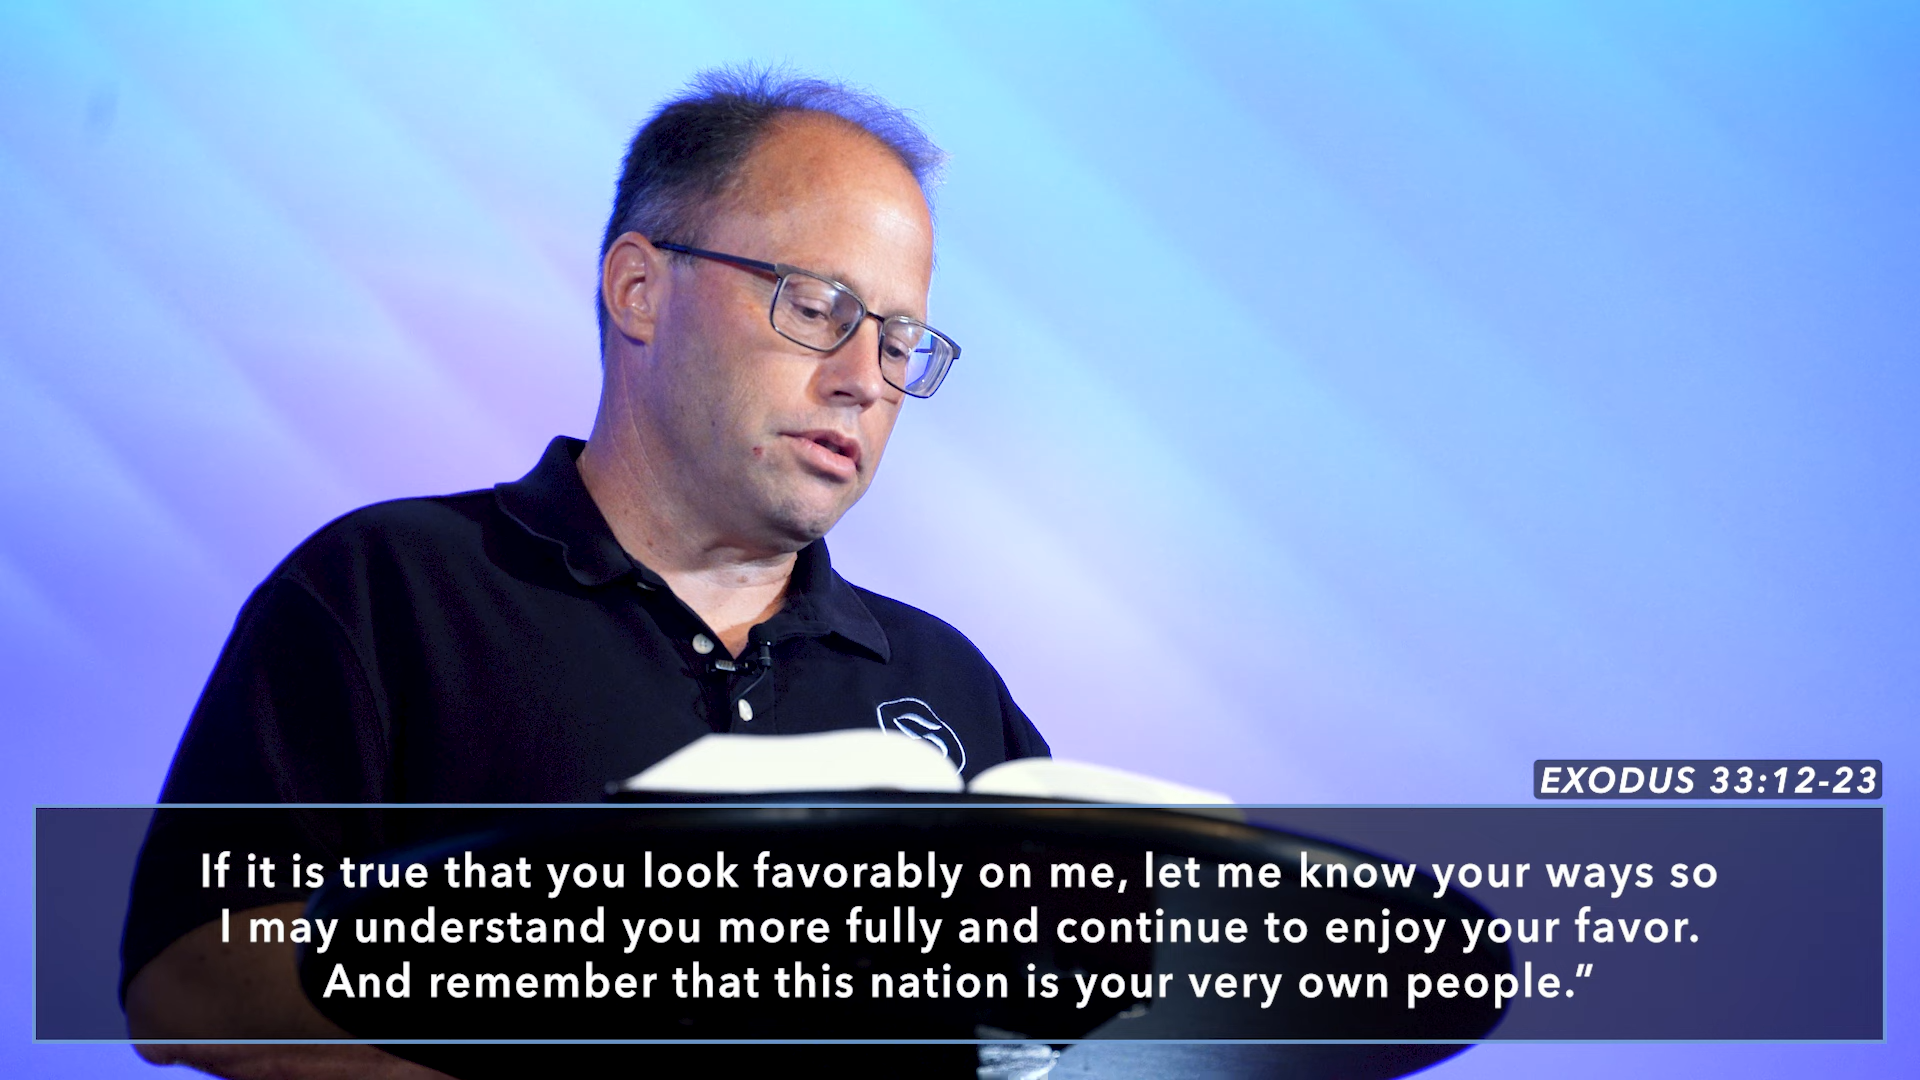 EXODUS 33:12-23
If it is true that you look favorably on me, let me know your ways so
I may understand you more fully and continue to enjoy your favor.
And remember that this nation is your very own people.”